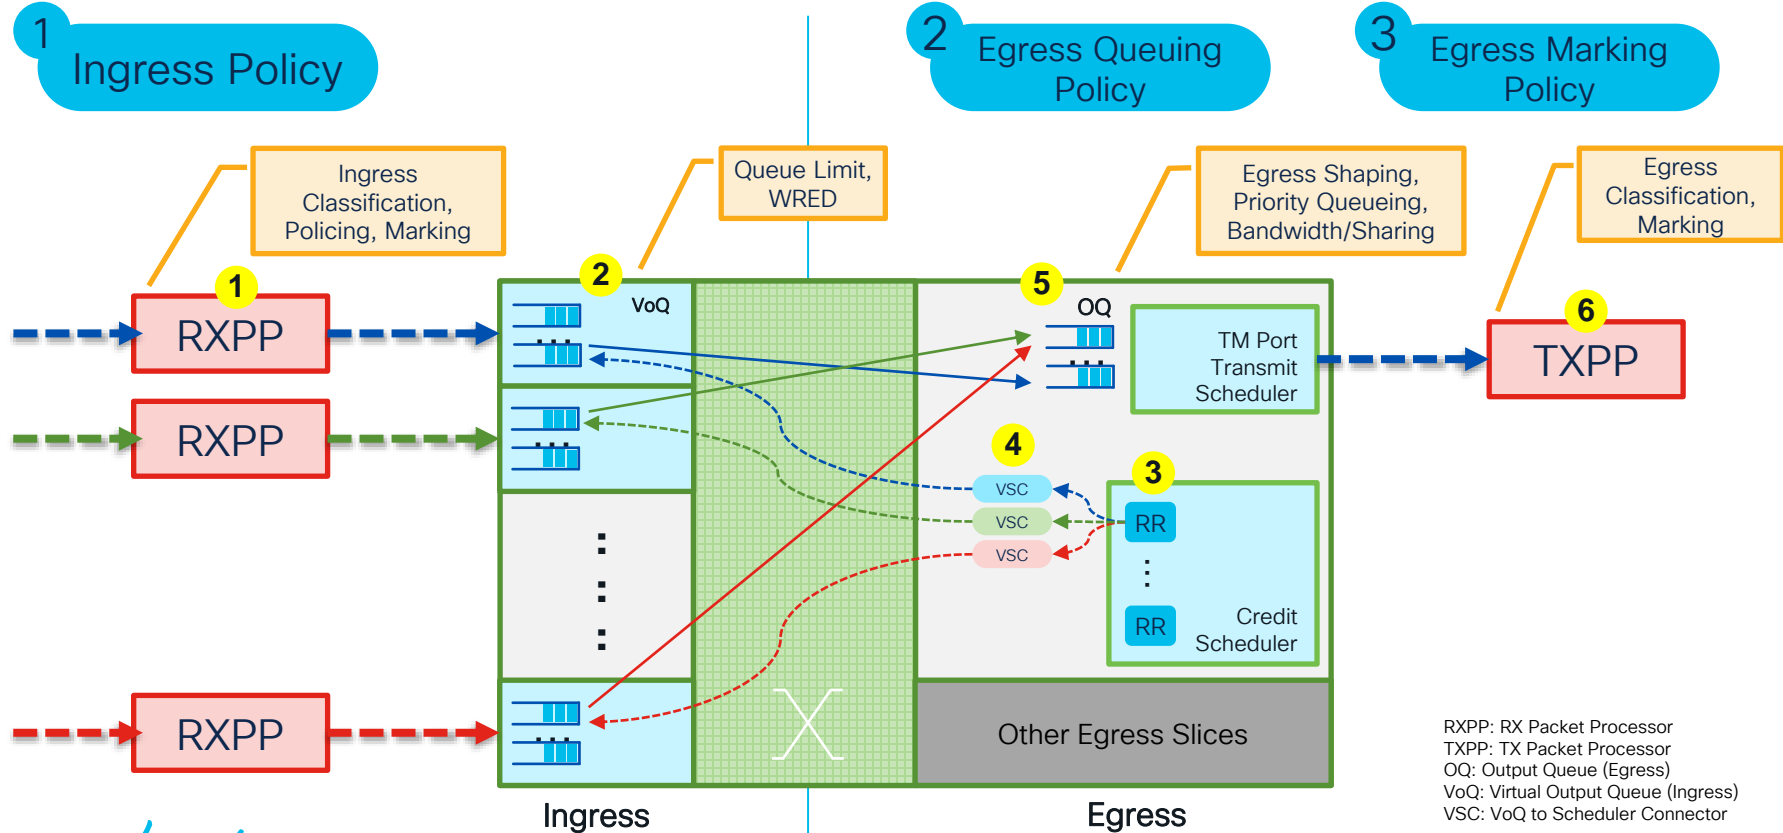 1
Ingress Policy
2
Egress Queuing
Policy
3
Egress Marking
Policy
Ingress
Classification,
Policing, Marking
Queue Limit,
WRED
Egress Shaping,
Priority Queueing,
Bandwidth/Sharing
Egress
Classification,
Marking
1
RXPP
2
VoQ
5
OQ
TM Port
Transmit
Scheduler
6
TXPP
RXPP
4
VSC
VSC
VSC
3
RR
RR
Credit
Scheduler
RXPP
Other Egress Slices
Ingress
Egress
RXPP: RX Packet Processor
TXPP: TX Packet Processor
OQ: Output Queue (Egress)
VoQ: Virtual Output Queue (Ingress)
VSC: VoQ to Scheduler Connector